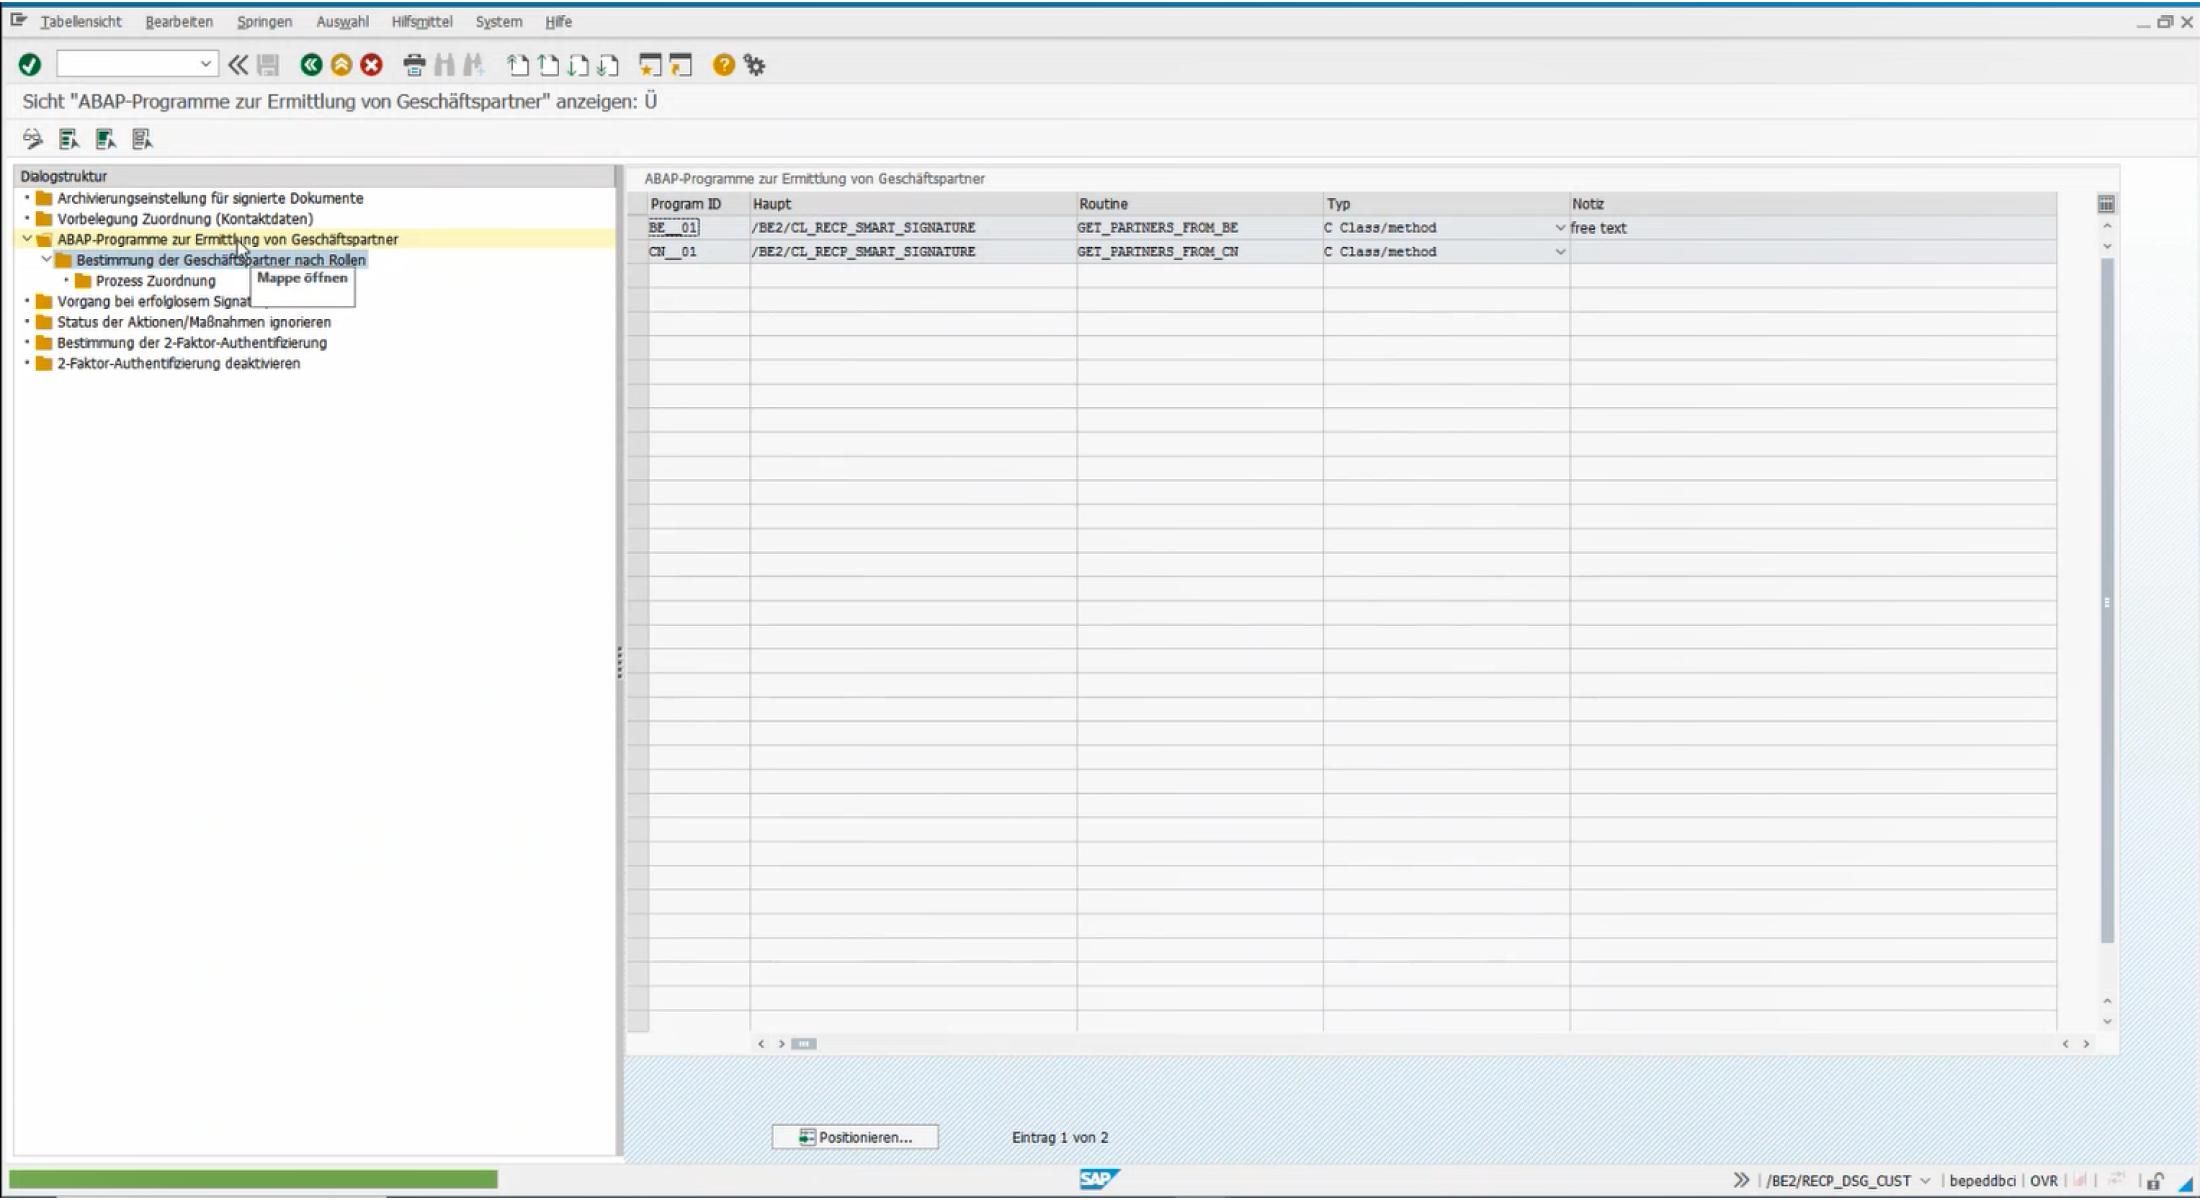 Tabellensicht Bearbeiten Springen Auswahl Hilfsmittel System Hilfe
Sicht "ABAP-Programme zur Ermittlung von Geschäftspartner" anzeigen: Ü
Dialogstruktur
Archivierungseinstellung für signierte Dokumente
Vorbelegung Zuordnung (Kontaktdaten)
ABAP-Programme zur Ermittlung von Geschäftspartner
Bestimmung der Geschäftspartner nach Rollen
Prozess Zuordnung
Mappe öffnen
Vorgang bei erfolglosem
Status der Aktionen/Maßnahmen ignorieren
Bestimmung der 2-Faktor-Authentifizierung
2-Faktor-Authentifizierung deaktivieren
ABAP-Programme zur Ermittlung von Geschäftspartner
Program ID Haupt Routine Typ Notiz
BE__01 /BE2/CL_RECP_SMART_SIGNATURE GET_PARTNERS_FROM_BE C Class/method free text
CN__01 /BE2/CL_RECP_SMART_SIGNATURE GET_PARTNERS_FROM_CN C Class/method
Positionieren... Eintrag 1 von 2
SAP /BE2/RECP_DSG_CUST bepeddbci OVR